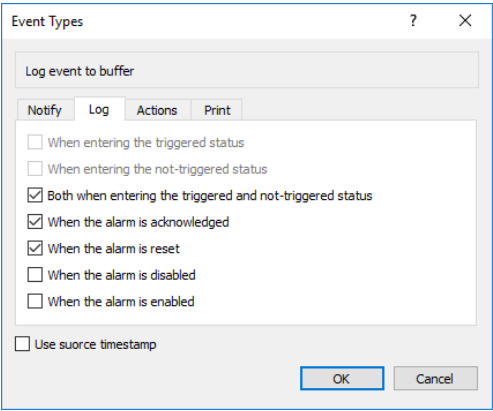 Event Types
?
Log event to buffer
Notify Log Actions Print
When entering the triggered status
When entering the not-triggered status
Both when entering the triggered and not-triggered status
When the alarm is acknowledged
When the alarm is reset
When the alarm is disabled
When the alarm is enabled
Use suorce timestamp
OK Cancel